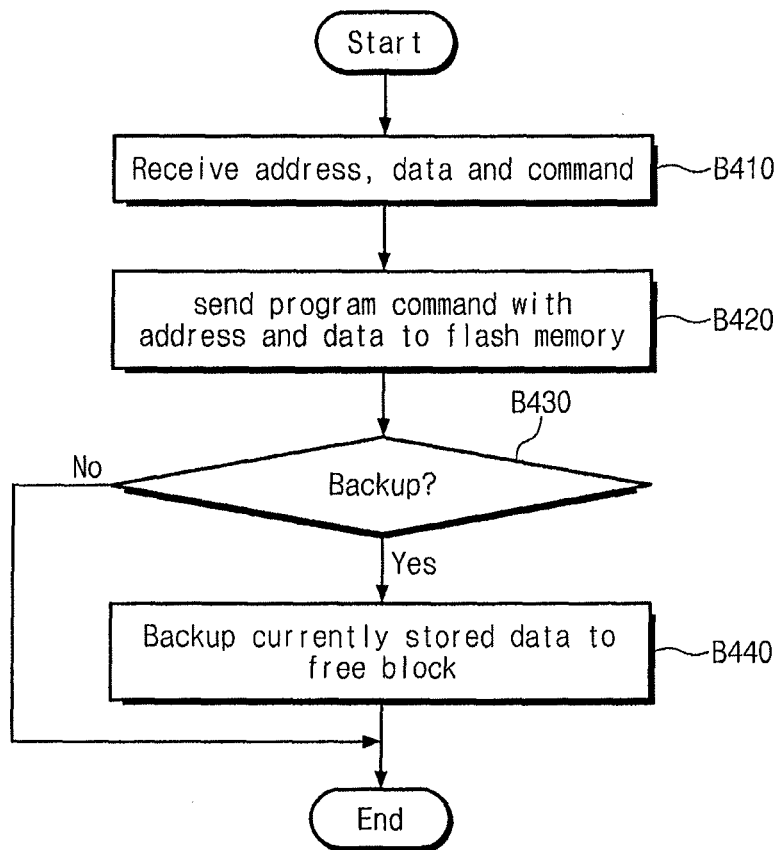 Start
Receive address, data and command
B410
send program command with
address and data to flash memory
B420
B430
No
Backup?
Yes
Backup currently stored data to
free block
B440
End